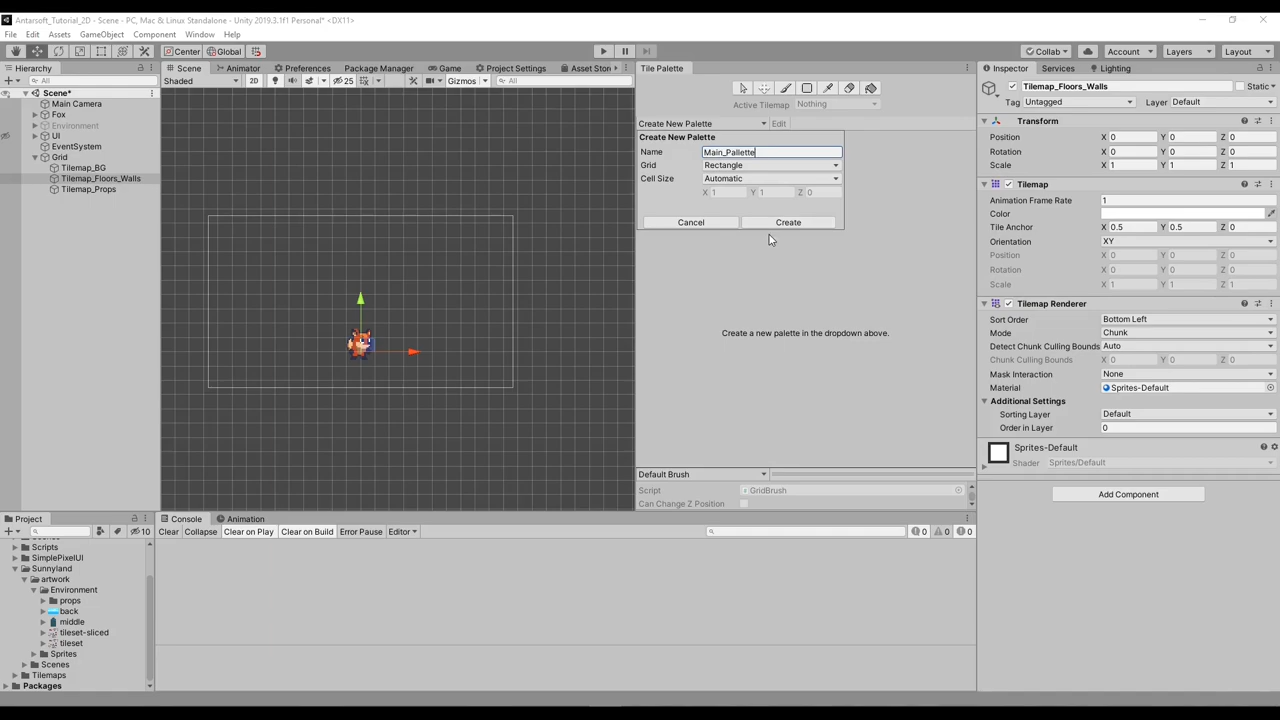 Antarsoft_Tutorial_2D - Scene - PC, Mac & Linux Standalone - Unity 2019.3.1f1 Personal* <DX11>
File Edit Assets GameObject Component Window Help
Center Global Collab Account Layers Layout
Hierarchy
All
Scene*
Main Camera
Fox
Environment
UI
EventSystem
Grid
Tilemap_BG
Tilemap_Floors_Walls
Tilemap_Props
Scene Animator Preferences Package Manager Game Project Settings Asset Store
Shaded 2D 25 Gizmos All
Tile Palette
Active Tilemap Nothing
Create New Palette Edit
Create New Palette
Name Main_Pallette
Grid Rectangle
Cell Size Automatic
X 1 Y 1 Z 0
Cancel Create
Create a new palette in the dropdown above.
Default Brush
Script GridBrush
Can Change Z Position
Inspector Services Lighting
Tilemap_Floors_Walls Static
Tag Untagged Layer Default
Transform
Position X 0 Y 0 Z 0
Rotation X 0 Y 0 Z 0
Scale X 1 Y 1 Z 1
Tilemap
Animation Frame Rate 1
Color
Tile Anchor X 0.5 Y 0.5 Z 0
Orientation XY
Position X 0 Y 0 Z 0
Rotation X 0 Y 0 Z 0
Scale X 1 Y 1 Z 1
Tilemap Renderer
Sort Order Bottom Left
Mode Chunk
Detect Chunk Culling Bounds Auto
Chunk Culling Bounds X 0 Y 0 Z 0
Mask Interaction None
Material Sprites-Default
Additional Settings
Sorting Layer Default
Order in Layer 0
Sprites-Default
Shader Sprites/Default
Add Component
Project
10
Scripts
SimplePixelUI
Sunnyland
artwork
Environment
props
back
middle
tileset-sliced
tileset
Sprites
Scenes
Tilemaps
Packages
Console Animation
Clear Collapse Clear on Play Clear on Build Error Pause Editor 0 0 0